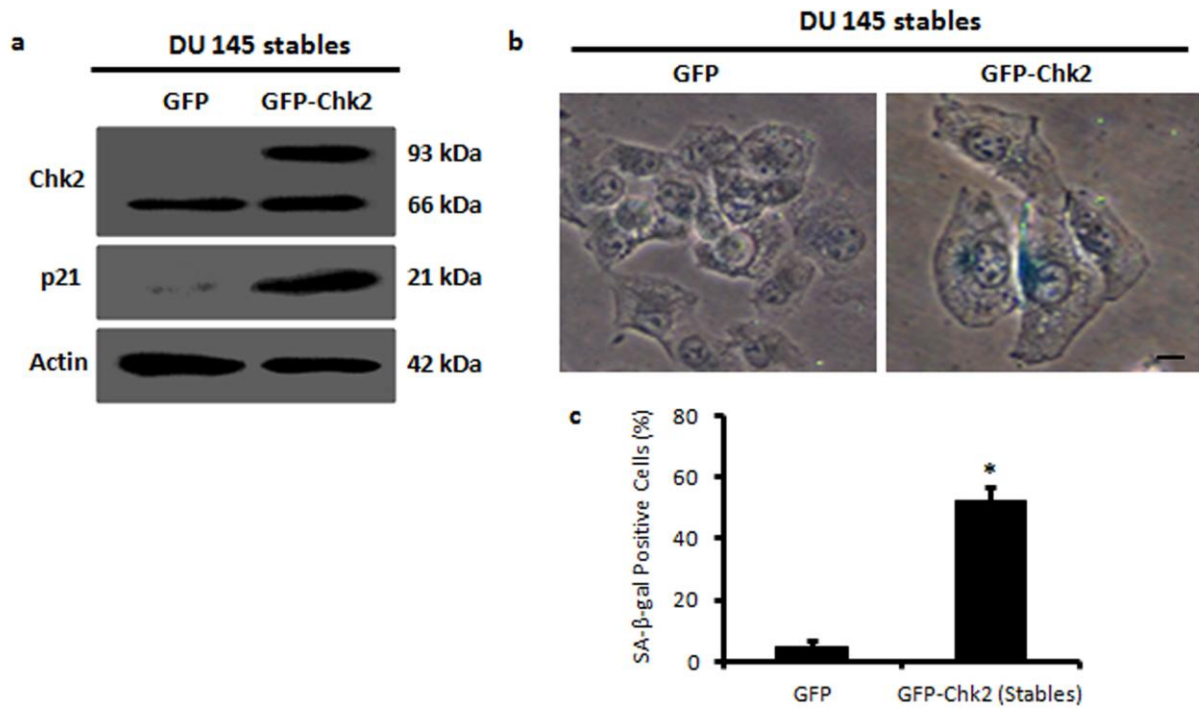 a
DU 145 stables
GFP GFP-Chk2
Chk2
93 kDa
66 kDa
p21
21 kDa
Actin
42 kDa
b
DU 145 stables
GFP GFP-Chk2
c
SA-β-gal Positive Cells (%)
80
60
40
20
0
*
GFP GFP-Chk2 (Stables)